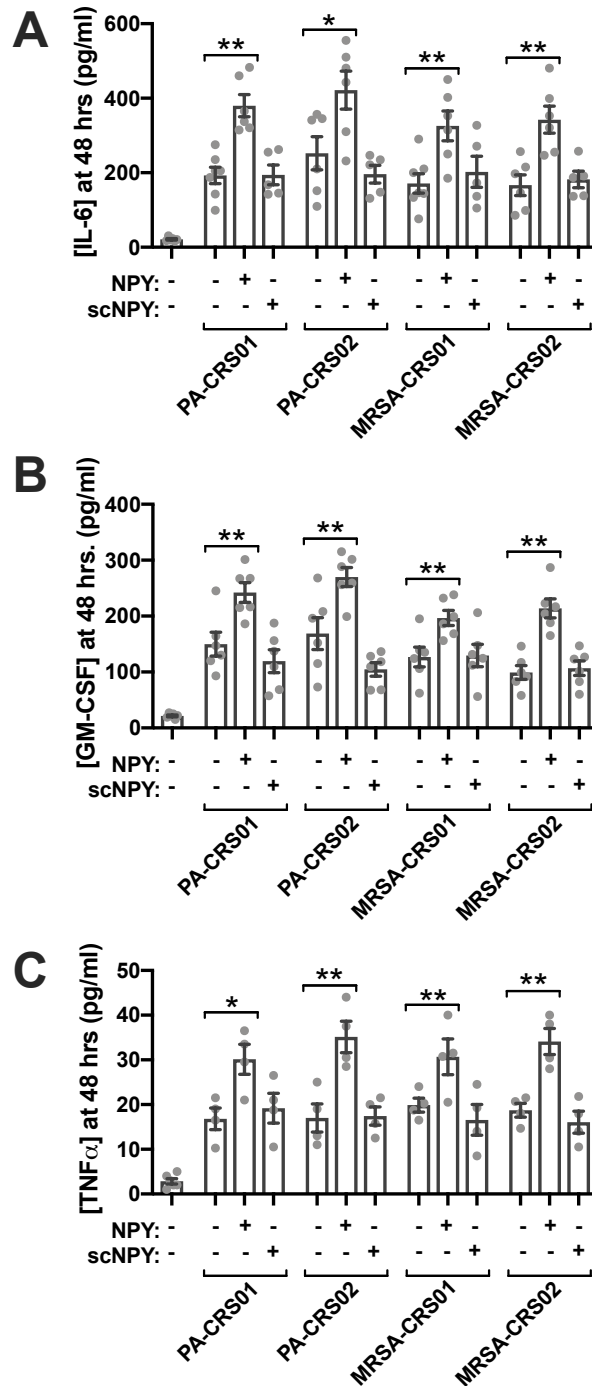 A
[IL-6] at 48 hrs (pg/ml)
600
400
200
0
** * ** **
NPY: - - + - - + - - + - - + -
scNPY: - - - + - - + - - + - - +
PA-CRS01 PA-CRS02 MRSA-CRS01 MRSA-CRS02
B
[GM-CSF] at 48 hrs. (pg/ml)
400
300
200
100
0
** ** ** **
NPY: - - + - - + - - + - - + -
scNPY: - - - + - - + - - + - - +
PA-CRS01 PA-CRS02 MRSA-CRS01 MRSA-CRS02
C
[TNFα] at 48 hrs (pg/ml)
50
40
30
20
10
0
* ** ** **
NPY: - - + - - + - - + - - + -
scNPY: - - - + - - + - - + - - +
PA-CRS01 PA-CRS02 MRSA-CRS01 MRSA-CRS02